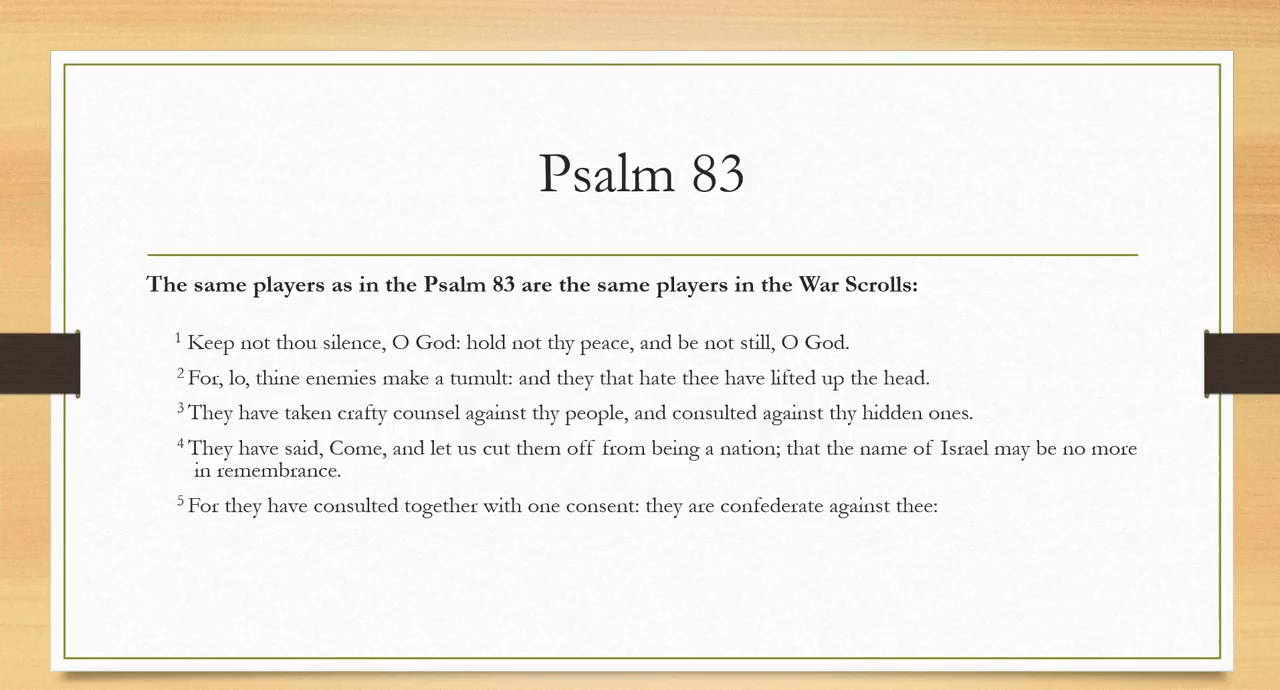 Psalm 83
The same players as in the Psalm 83 are the same players in the War Scrolls:
1 Keep not thou silence, O God: hold not thy peace, and be not still, O God.
2 For, lo, thine enemies make a tumult: and they that hate thee have lifted up the head.
3 They have taken crafty counsel against thy people, and consulted against thy hidden ones.
4 They have said, Come, and let us cut them off from being a nation; that the name of Israel may be no more
in remembrance.
5 For they have consulted together with one consent: they are confederate against thee: